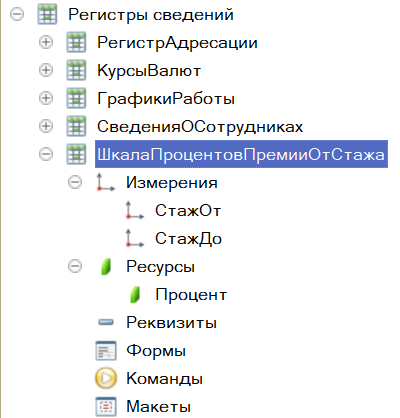 Регистры сведений
РегистрАдресации
КурсыВалют
ГрафикиРаботы
СведенияОСотрудниках
ШкалаПроцентовПремииОтСтажа
Измерения
СтажОт
СтажДо
Ресурсы
Процент
Реквизиты
Формы
Команды
Макеты